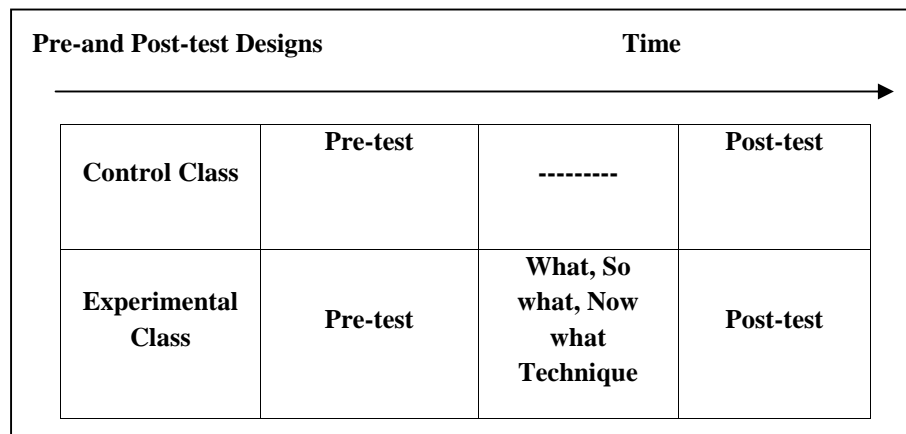 Pre-and Post-test Designs Time
Control Class
Pre-test
---------
Post-test
Experimental
Class
Pre-test
What, So
what, Now
what
Technique
Post-test